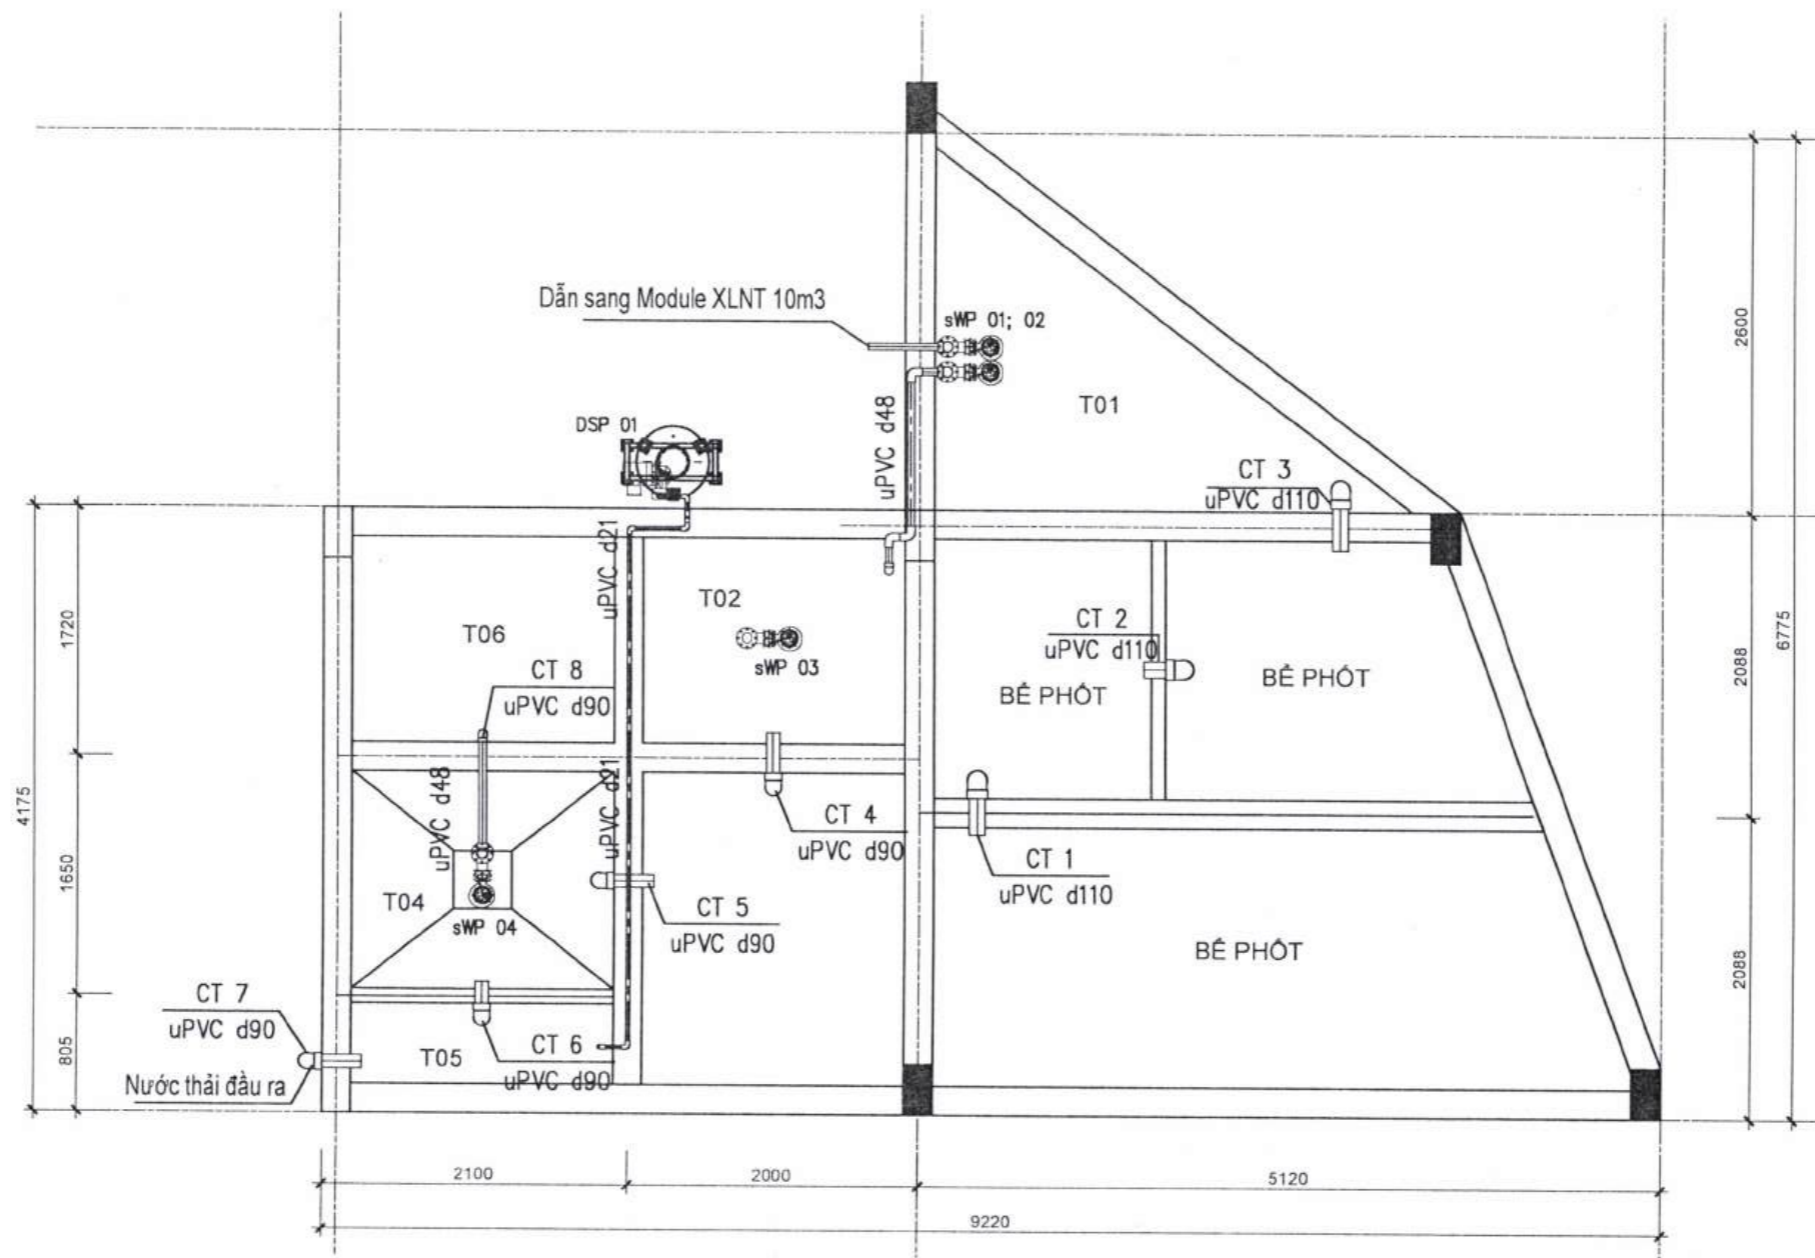 Dẫn sang Module XLNT 10m3
sWP 01; 02
T01
DSP 01
uPVC d48
CT 3
uPVC d110
2600
uPVC d21
T02
T06
CT 2
uPVC d110
BỂ PHỐT
BỂ PHỐT
sWP 03
CT 8
uPVC d90
1720
2088
6775
4175
uPVC d48
uPVC d21
CT 4
uPVC d90
CT 1
uPVC d110
1650
T04
sWP 04
CT 5
uPVC d90
BỂ PHỐT
2088
CT 7
uPVC d90
Nước thải đầu ra
805
T05
CT 6
uPVC d90
2100
2000
5120
9220